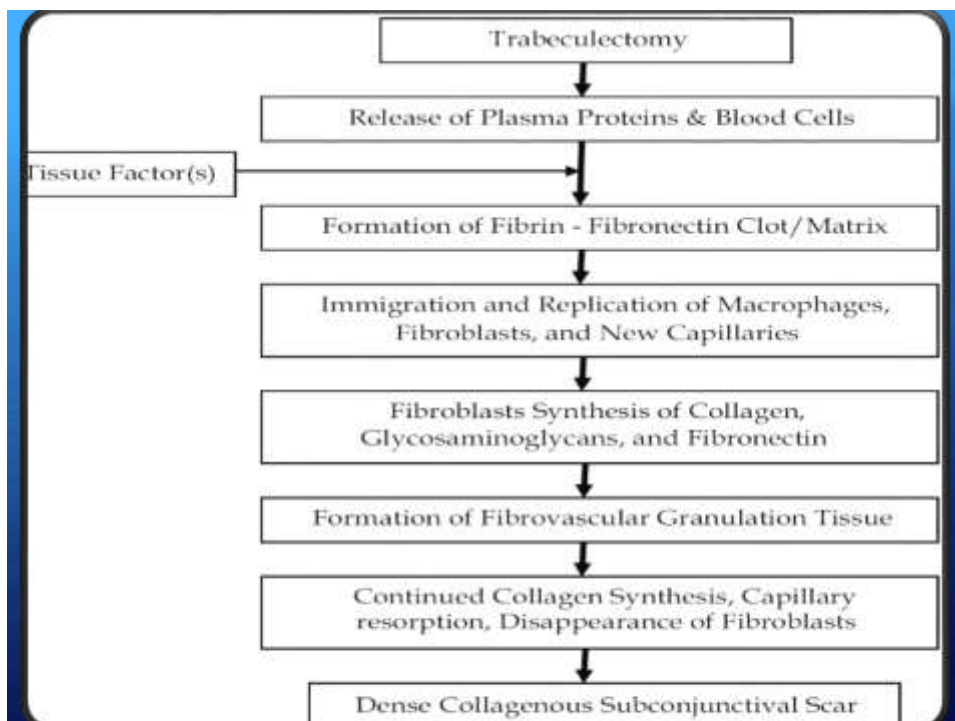 Trabeculectomy
Release of Plasma Proteins & Blood Cells
Tissue Factor(s)
Formation of Fibrin - Fibronectin Clot/Matrix
Immigration and Replication of Macrophages,
Fibroblasts, and New Capillaries
Fibroblasts Synthesis of Collagen,
Glycosaminoglycans, and Fibronectin
Formation of Fibrovascular Granulation Tissue
Continued Collagen Synthesis, Capillary
resorption, Disappearance of Fibroblasts
Dense Collagenous Subconjunctival Scar